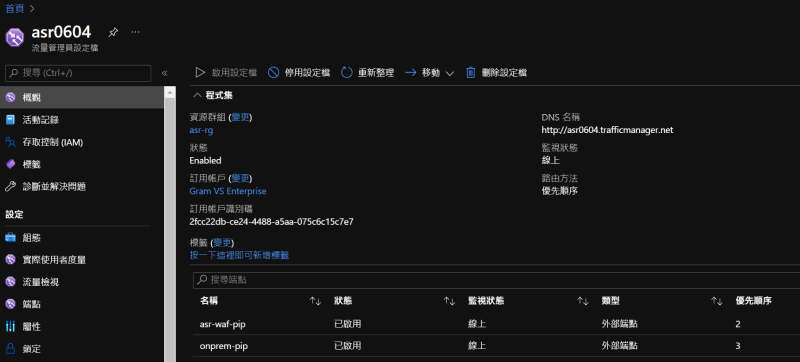 首頁 >
asr0604
流量管理員設定檔
搜尋 (Ctrl+/)
«
啟用設定檔 停用設定檔 重新整理 移動 刪除設定檔
概觀
活動記錄
存取控制 (IAM)
標籤
診斷並解決問題
設定
組態
實際使用者度量
流量檢視
端點
屬性
鎖定
程式集
資源群組 (變更)
asr-rg
狀態
Enabled
訂用帳戶 (變更)
Gram VS Enterprise
訂用帳戶識別碼
2fcc22db-ce24-4488-a5aa-075c6c15c7e7
標籤 (變更)
按一下這裡即可新增標籤
DNS 名稱
http://asr0604.trafficmanager.net
監視狀態
線上
路由方法
優先順序
搜尋端點
名稱 狀態 監視狀態 類型 優先順序
asr-waf-pip 已啟用 線上 外部端點 2
onprem-pip 已啟用 線上 外部端點 3